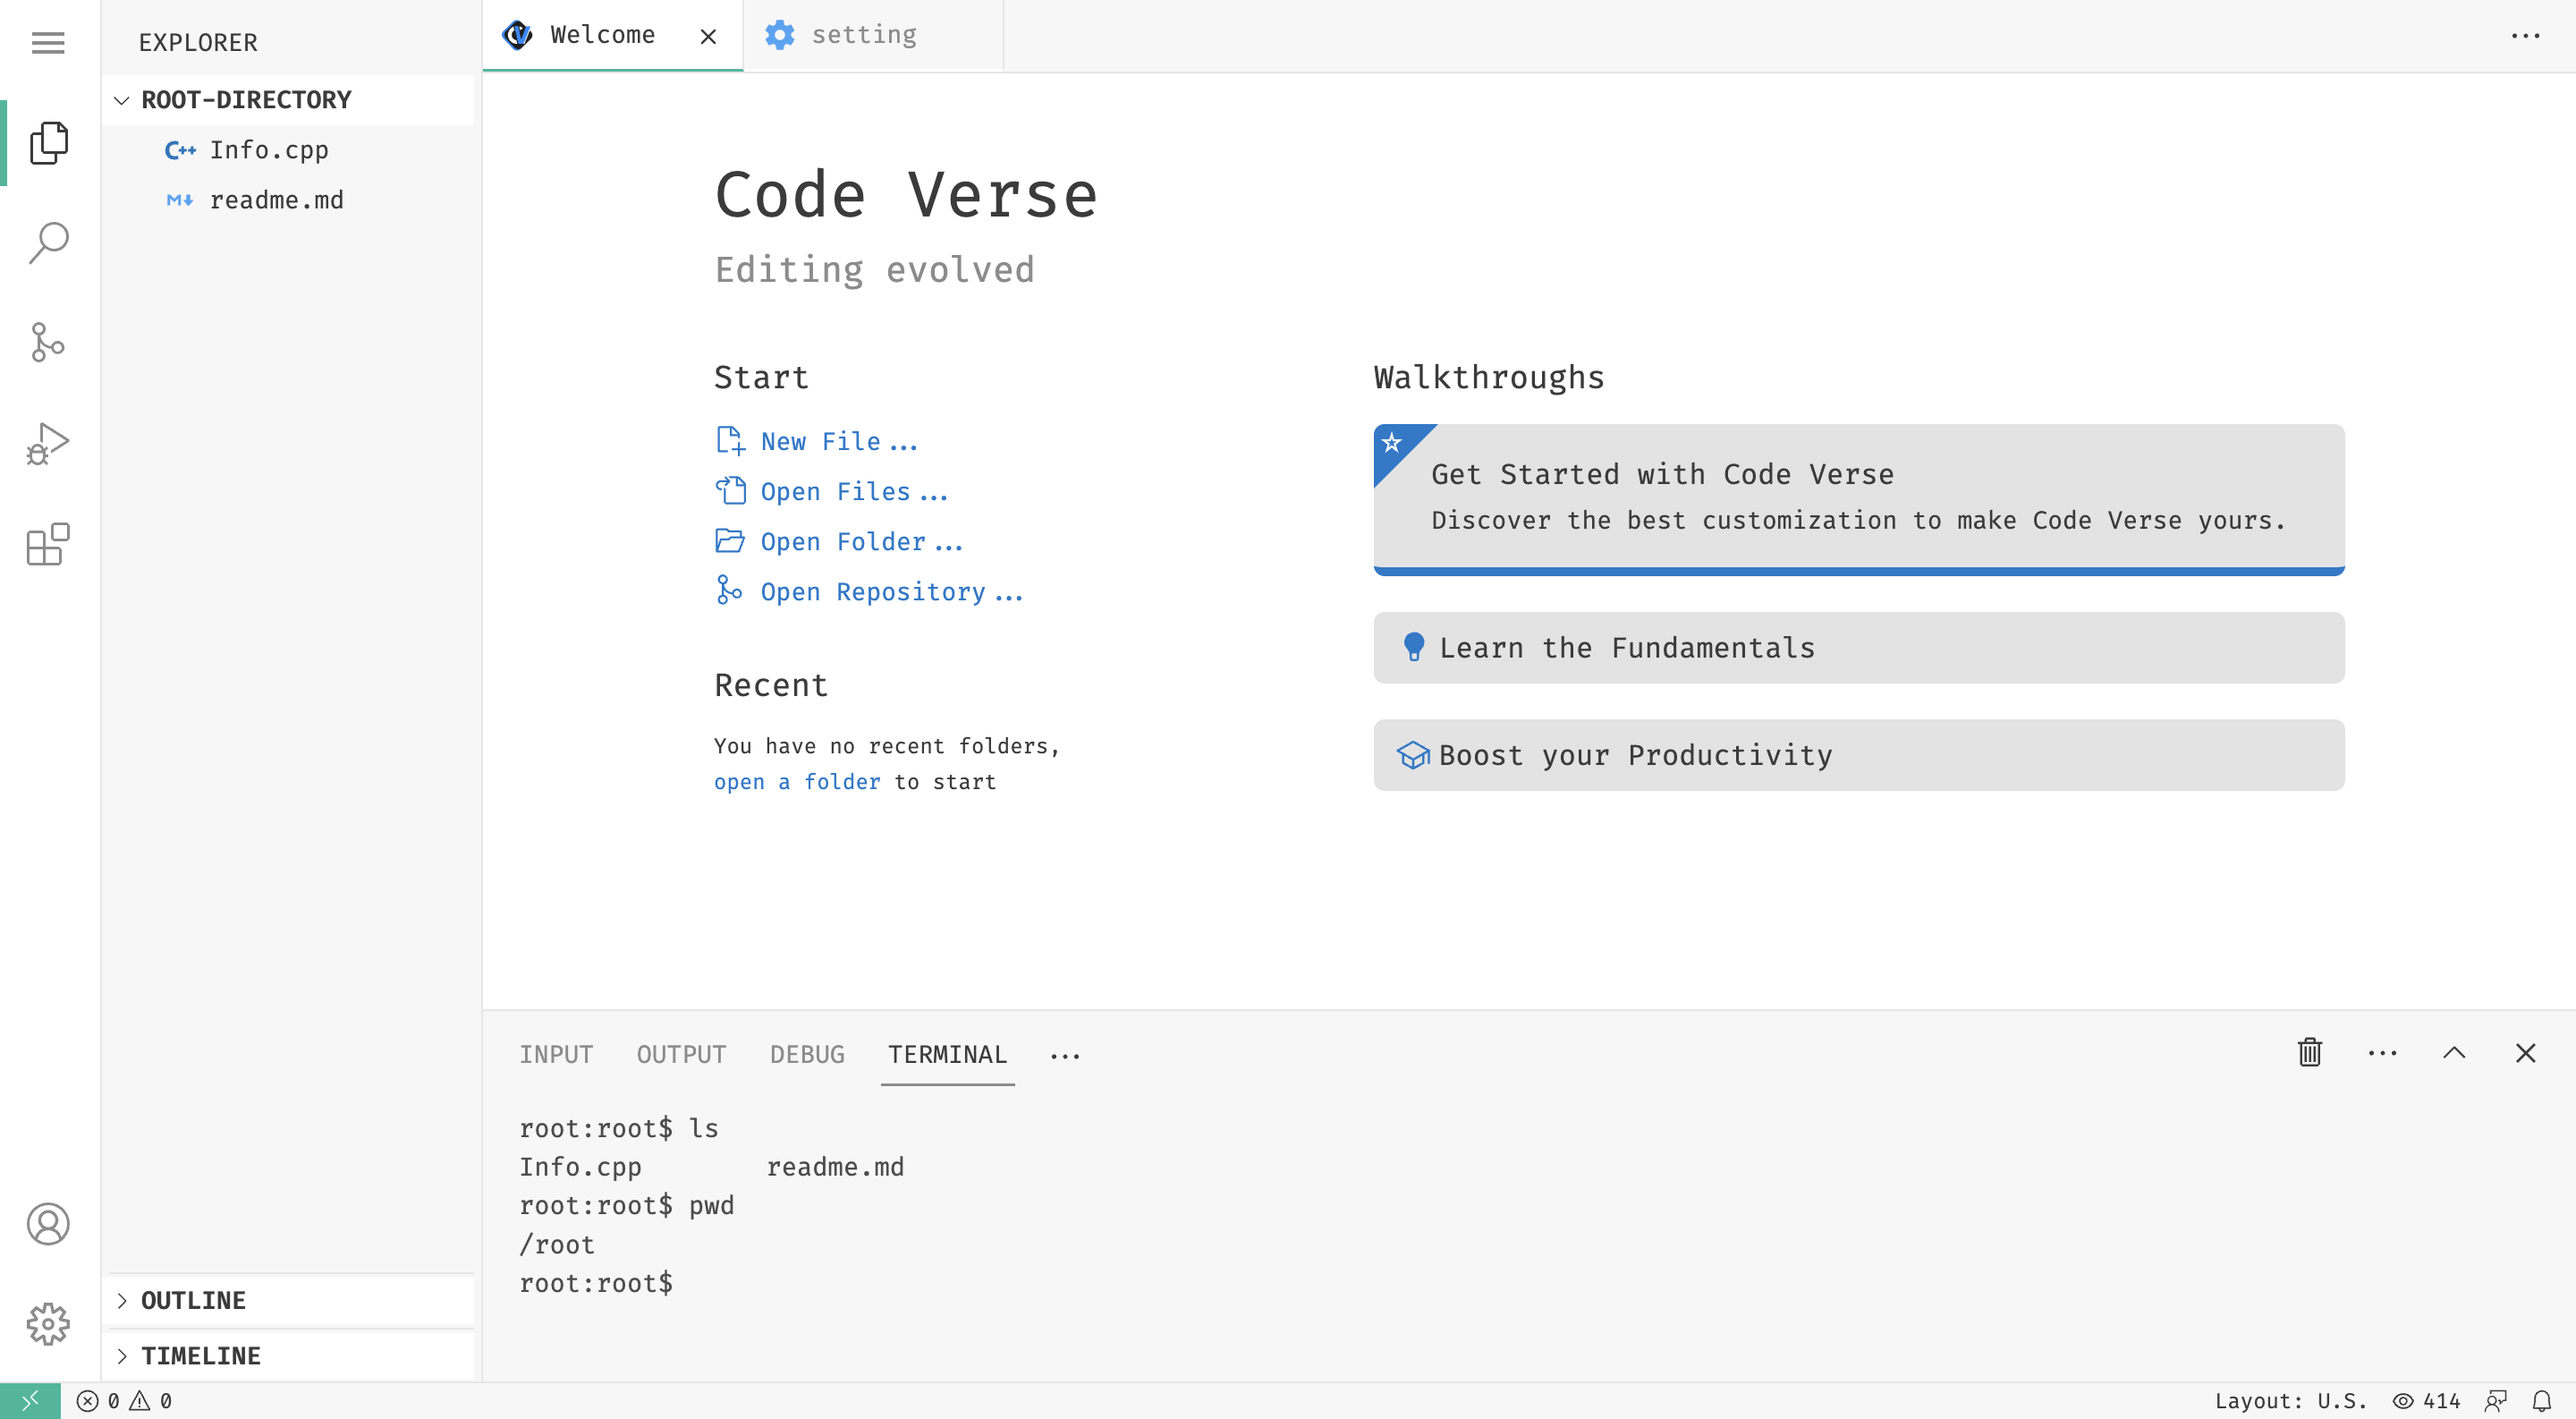 EXPLORER
ROOT-DIRECTORY
Info.cpp
readme.md
OUTLINE
TIMELINE
Welcome
setting
Code Verse
Editing evolved
Start
New File...
Open Files...
Open Folder...
Open Repository...
Recent
You have no recent folders,
open a folder to start
Walkthroughs
Get Started with Code Verse
Discover the best customization to make Code Verse yours.
Learn the Fundamentals
Boost your Productivity
INPUT OUTPUT DEBUG TERMINAL ...
root:root$ ls
Info.cpp readme.md
root:root$ pwd
/root
root:root$
0 0
Layout: U.S. 414